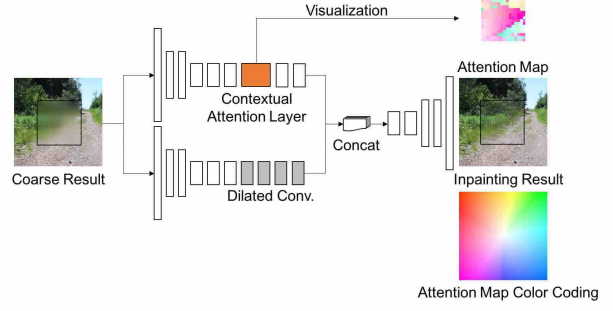 Visualization
Attention Map
Contextual
Attention Layer
Concat
Coarse Result
Inpainting Result
Dilated Conv.
Attention Map Color Coding